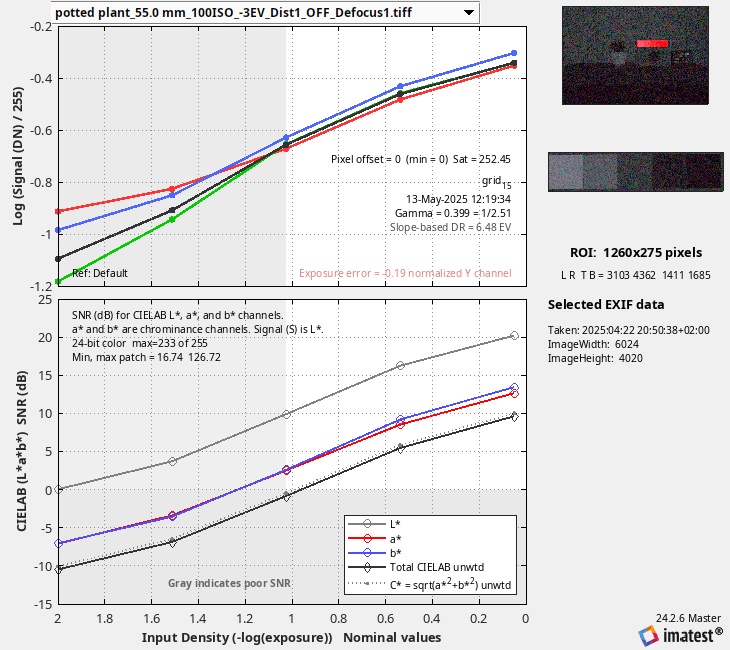 potted plant_55.0 mm_100ISO_-3EV_Dist1_OFF_Defocus1.tiff
-0.2
-0.4
-0.6
-0.8
-1
-1.2
Log (Signal (DN) / 255)
Pixel offset = 0 (min = 0) Sat = 252.45
grid_15
13-May-2025 12:19:34
Gamma = 0.399 = 1/2.51
Slope-based DR = 6.48 EV
Ref: Default
Exposure error = -0.19 normalized Y channel
ROI: 1260x275 pixels
L R T B = 3103 4362 1411 1685
Selected EXIF data
Taken: 2025:04:22 20:50:38+02:00
ImageWidth: 6024
ImageHeight: 4020
25
20
15
10
5
0
-5
-10
-15
CIELAB (L*a*b*) SNR (dB)
SNR (dB) for CIELAB L*, a*, and b* channels.
a* and b* are chrominance channels. Signal (S) is L*.
24-bit color max=233 of 255
Min, max patch = 16.74 126.72
L*
a*
b*
Total CIELAB unwtd
C* = sqrt(a*2+b*2) unwtd
Gray indicates poor SNR
2 1.8 1.6 1.4 1.2 1 0.8 0.6 0.4 0.2 0
Input Density (-log(exposure)) Nominal values
24.2.6 Master
imatest®